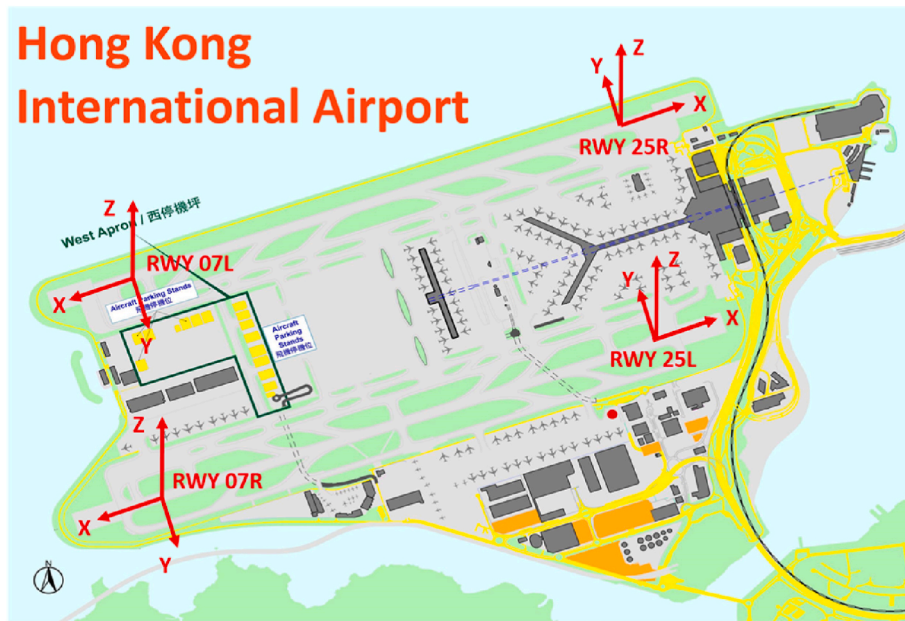 Hong Kong
International Airport
Z
Y
X
RWY 25R
Z
West Apron / 西停機坪
RWY 07L
X
Aircraft Parking Stands
飛機停機位
Y
Aircraft
Parking
Stands
飛機停機位
Z
Y
X
RWY 25L
Z
RWY 07R
X
Y
N